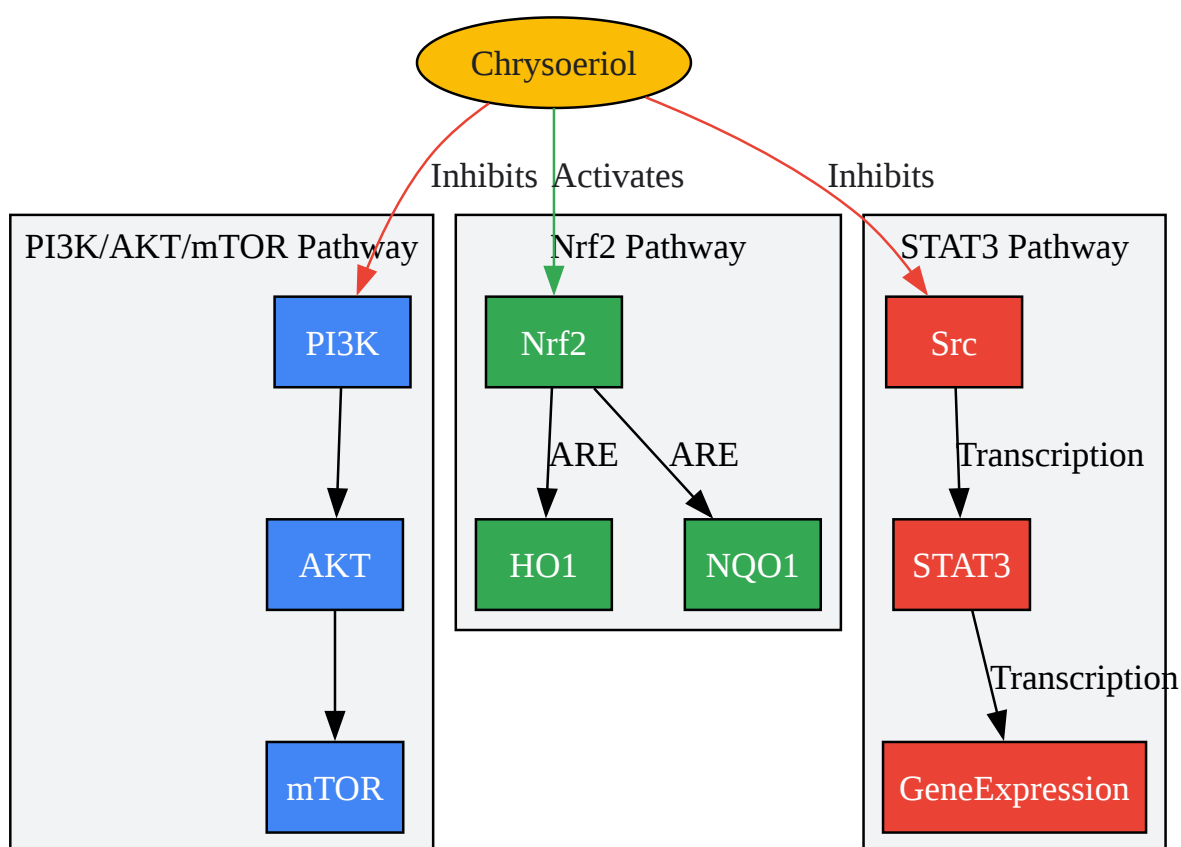 Chrysoeriol
Inhibits
Activates
Inhibits
PI3K/AKT/mTOR Pathway
Nrf2 Pathway
STAT3 Pathway
PI3K
Nrf2
Src
ARE
ARE
Transcription
AKT
HO1
NQO1
STAT3
Transcription
mTOR
GeneExpression